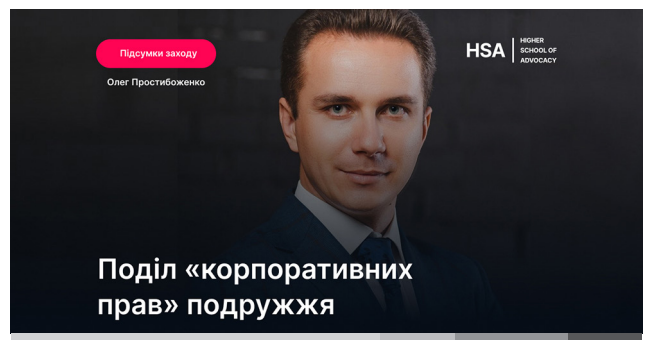 Підсумки заходу
Олег Простибоженко
HSA
HIGHER
SCHOOL OF
ADVOCACY
Поділ «корпоративних
прав» подружжя